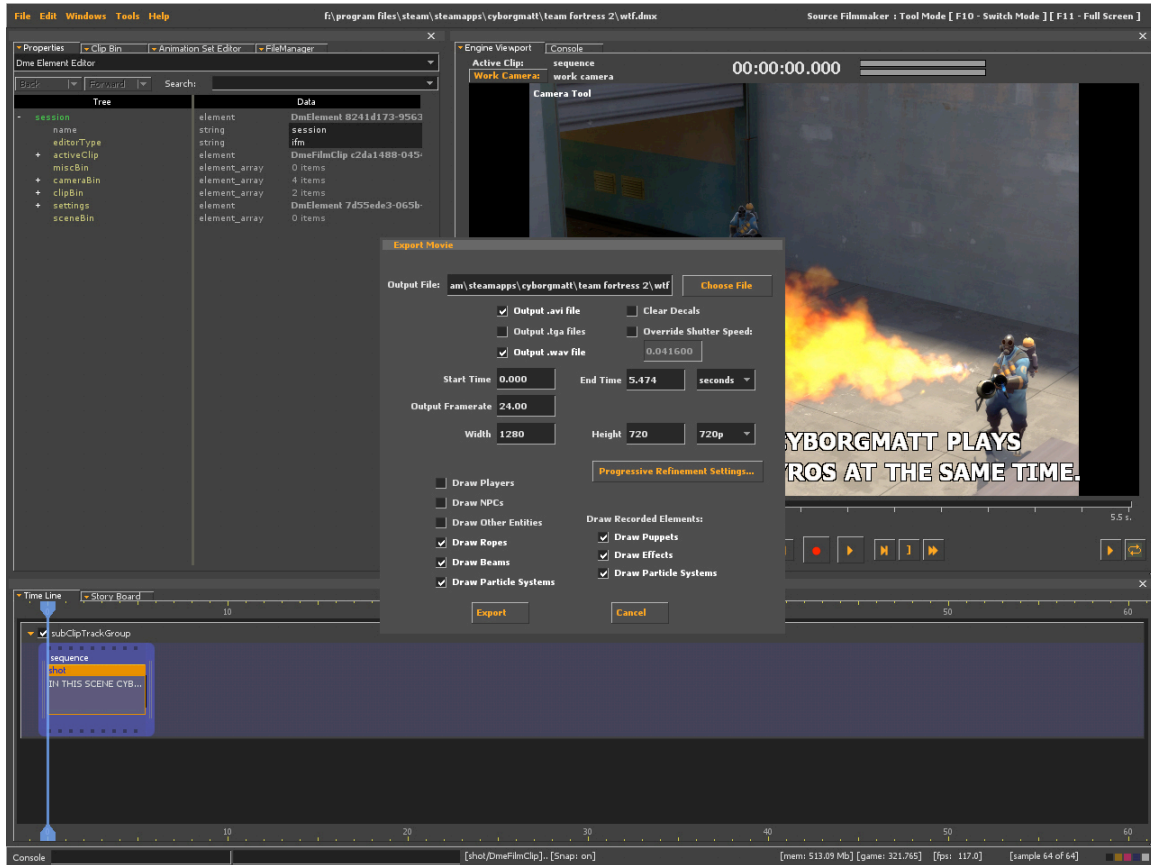 File Edit Windows Tools Help f:\program files\steam\steamapps\cyborgmatt\team fortress 2\wtf.dmx Source Filmmaker : Tool Mode [ F10 - Switch Mode ] [ F11 - Full Screen ]
Properties Clip Bin Animation Set Editor FileManager
Dme Element Editor
Back Forward Search:
Tree Data
- session element DmElement 8241d173-9563
name string session
editorType string ifm
+ activeClip element DmeFilmClip c2da1488-045
miscBin element_array 0 items
+ cameraBin element_array 4 items
+ clipBin element_array 2 items
+ settings element DmElement 7d55ede3-065b-
sceneBin element_array 0 items
Engine Viewport Console
Active Clip: sequence
Work Camera: work camera
00:00:00.000
Camera Tool
YBORGMATT PLAYS
ROS AT THE SAME TIME.
5.5 s.
Export Movie
Output File: am\steamapps\cyborgmatt\team fortress 2\wtf Choose File
Output .avi file Clear Decals
Output .tga files Override Shutter Speed:
Output .wav file 0.041600
Start Time 0.000 End Time 5.474 seconds
Output Framerate 24.00
Width 1280 Height 720 720p
Progressive Refinement Settings...
Draw Players
Draw NPCs
Draw Other Entities Draw Recorded Elements:
Draw Ropes Draw Puppets
Draw Beams Draw Effects
Draw Particle Systems Draw Particle Systems
Export Cancel
Time Line Story Board
10 50 60
subClipTrackGroup
sequence
shot
IN THIS SCENE CYB...
10 20 30 40 50 60
Console [shot/DmeFilmClip].. [Snap: on] [mem: 513.09 Mb] [game: 321.765] [fps: 117.0] [sample 64 of 64]